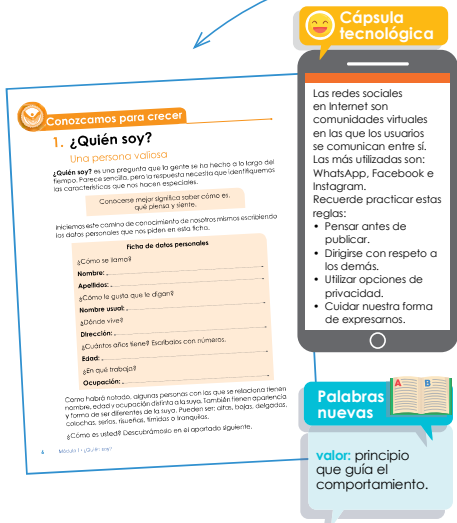 Cápsula
tecnológica
Las redes sociales
en Internet son
comunidades virtuales
en las que los usuarios
se comunican entre sí.
Las más utilizadas son:
WhatsApp, Facebook e
Instagram.
Recuerde practicar estas
reglas:
• Pensar antes de
publicar.
• Dirigirse con respeto a
los demás.
• Utilizar opciones de
privacidad.
• Cuidar nuestra forma
de expresarnos.
Conozcamos para crecer
1. ¿Quién soy?
Una persona valiosa
¿Quién soy? es una pregunta que la gente se ha hecho a lo largo del
tiempo. Parece sencilla, pero la respuesta necesita que identifiquemos
las características que nos hacen especiales.
Conocerse mejor significa saber cómo es,
qué piensa y siente.
Iniciemos este camino de conocimiento de nosotros mismos escribiendo
los datos personales que nos piden en esta ficha.
Ficha de datos personales
¿Cómo se llama?
Nombre:
Apellidos:
¿Cómo le gusta que le digan?
Nombre usual:
¿Dónde vive?
Dirección:
¿Cuántos años tiene? Escríbalos con números.
Edad:
¿En qué trabaja?
Ocupación:
Como habrá notado, algunas personas con las que se relaciona tienen
nombre, edad y ocupación distinta a la suya. También tienen apariencia
y forma de ser diferentes de la suya. Pueden ser: altas, bajas, delgadas,
colochas, serias, risueñas, tímidas o tranquilas.
¿Cómo es usted? Descubrámoslo en el apartado siguiente.
Módulo 1 • ¿Quién soy?
A B
Palabras
nuevas
valor: principio
que guía el
comportamiento.